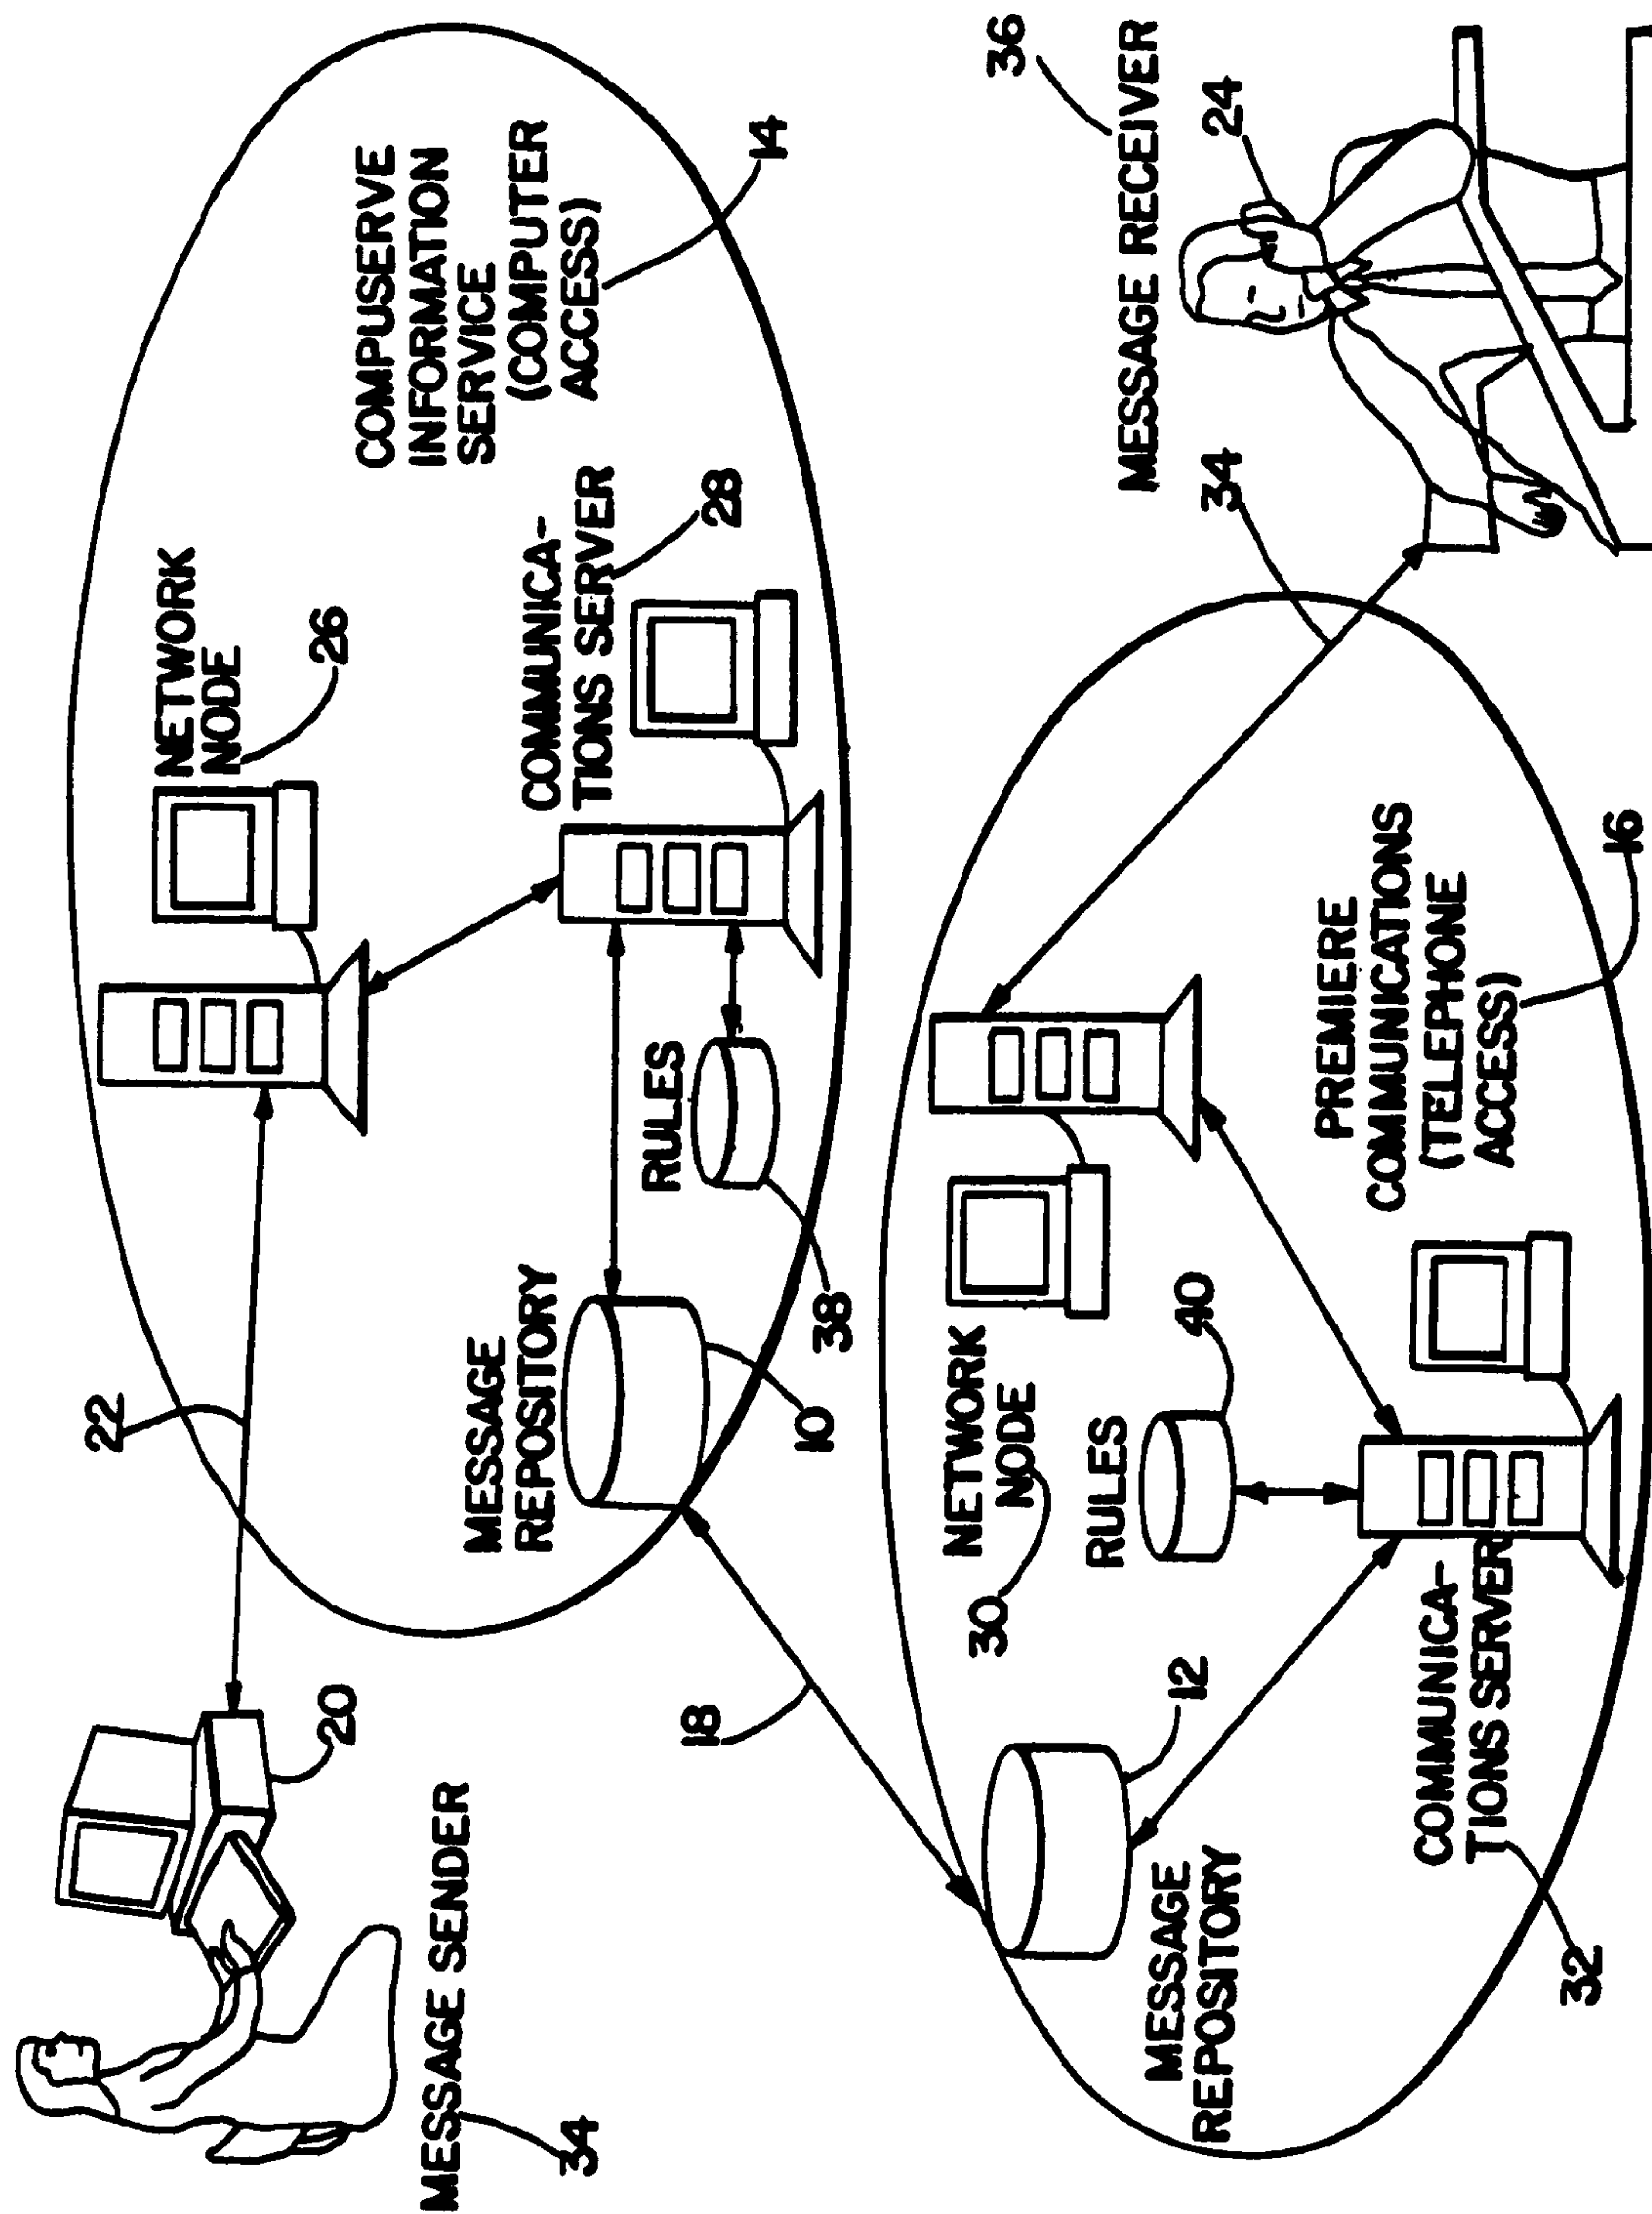 22
NETWORK
NODE
26
COMPUSERVE
INFORMATION
SERVICE
(COMPUTER
ACCESS)
14
20
MESSAGE SENDER
34
MESSAGE
REPOSITORY
10
RULES
38
COMMUNICA-
TIONS SERVER
28
18
36
MESSAGE RECEIVER
24
34
12
MESSAGE
REPOSITORY
NETWORK
NODE
30
RULES
40
COMMUNICA-
TIONS SERVER
32
PREMIERE
COMMUNICATIONS
(TELEPHONE
ACCESS)
16